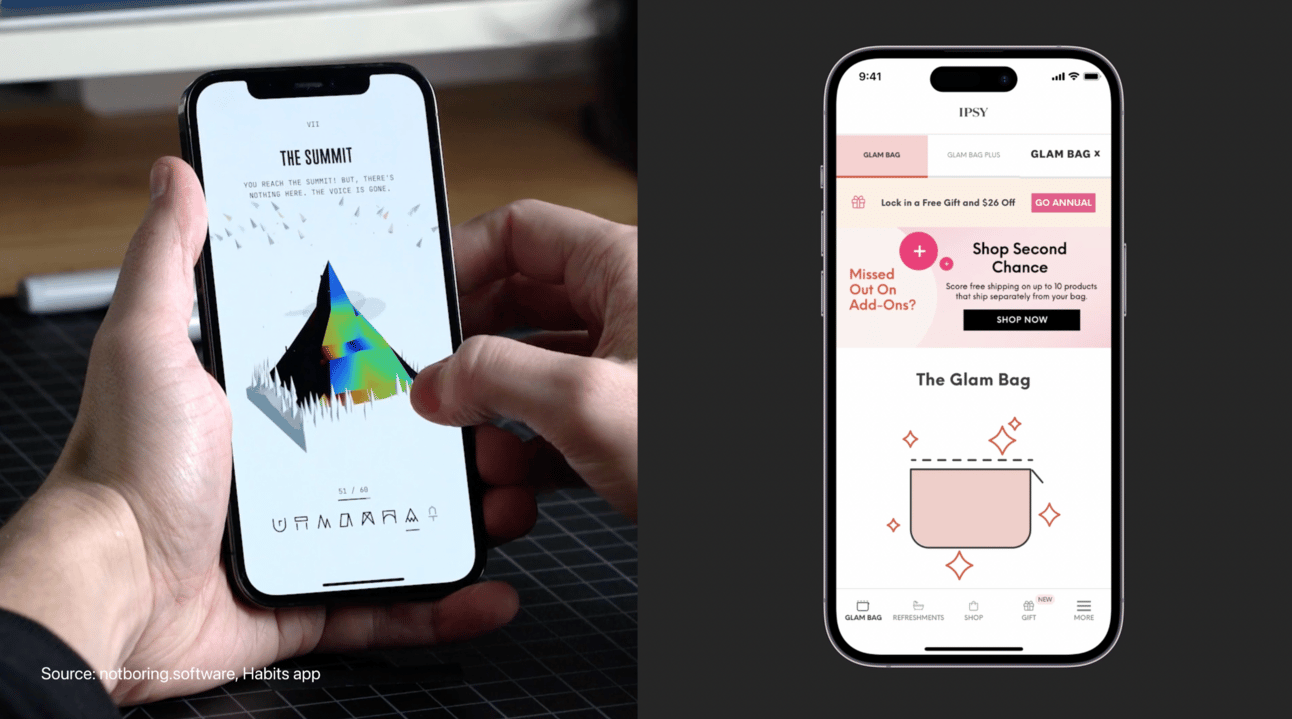 VII
THE SUMMIT
YOU REACH THE SUMMIT! BUT, THERE'S
NOTHING HERE. THE VOICE IS GONE.
51 / 60
Source: notboring.software, Habits app
9:41
IPSY
GLAM BAG
GLAM BAG PLUS
GLAM BAG X
Lock in a Free Gift and $26 Off
GO ANNUAL
Missed
Out On
Add-Ons?
Shop Second
Chance
Score free shipping on up to 10 products
that ship separately from your bag.
SHOP NOW
The Glam Bag
NEW
GLAM BAG
REFRESHMENTS
SHOP
GIFT
MORE